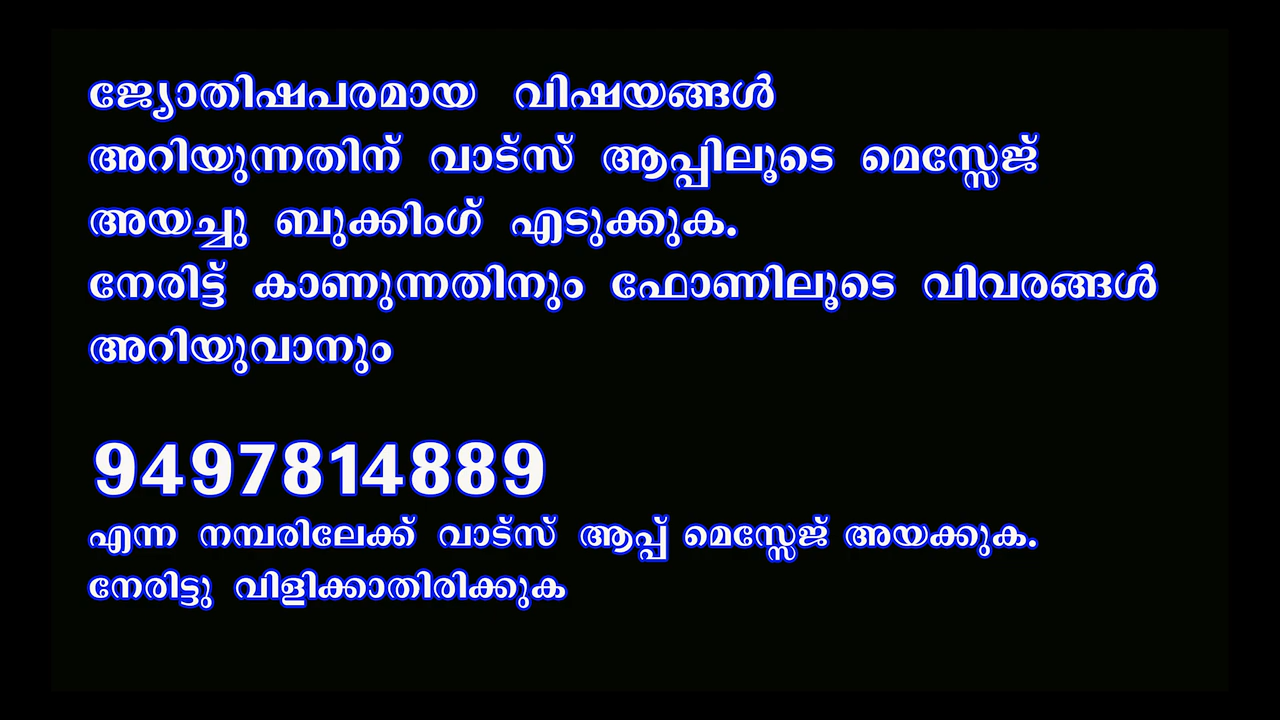 ജ്യോതിഷപരമായ വിഷയങ്ങൾ
അറിയുന്നതിന് വാട്സ് ആപ്പിലൂടെ മെസ്സേജ്
അയച്ചു ബുക്കിംഗ് എടുക്കുക.
നേരിട്ട് കാണുന്നതിനും ഫോണിലൂടെ വിവരങ്ങൾ
അറിയുവാനും
9497814889
എന്ന നമ്പരിലേക്ക് വാട്സ് ആപ്പ് മെസ്സേജ് അയക്കുക.
നേരിട്ടു വിളിക്കാതിരിക്കുക